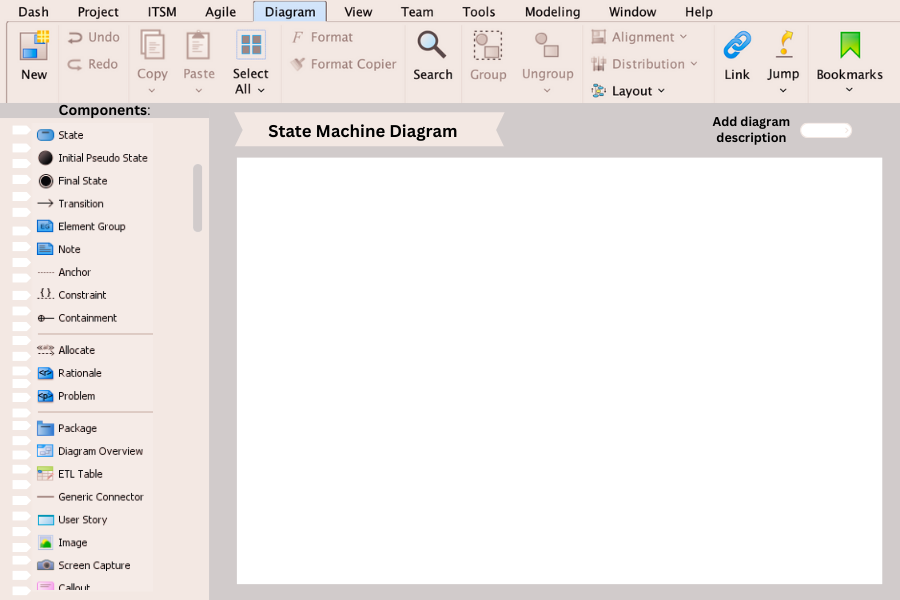 Dash Project ITSM Agile Diagram View Team Tools Modeling Window Help
New
Undo
Redo
Copy
Paste
Select
All
F Format
Format Copier
Search
Group
Ungroup
Alignment
Distribution
Layout
Link
Jump
Bookmarks
Components:
State
Initial Pseudo State
Final State
Transition
Element Group
Note
Anchor
Constraint
Containment
Allocate
Rationale
Problem
Package
Diagram Overview
ETL Table
Generic Connector
User Story
Image
Screen Capture
Callout
State Machine Diagram
Add diagram
description